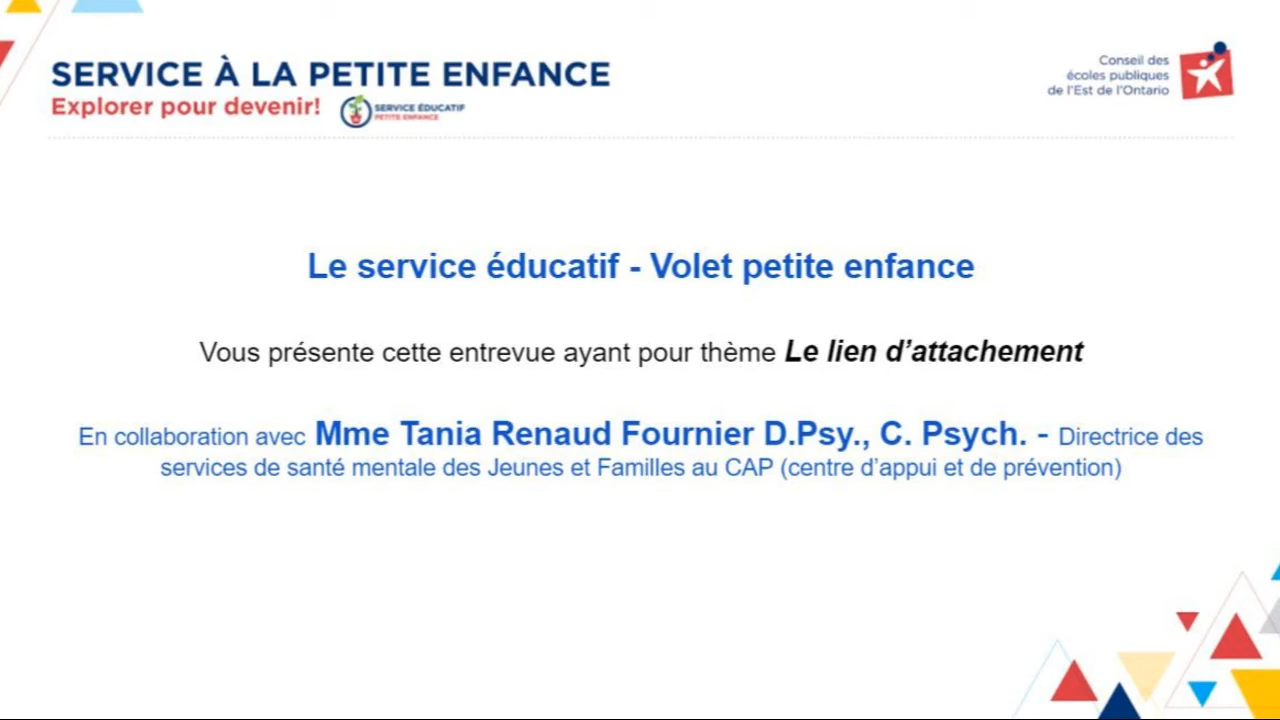 SERVICE À LA PETITE ENFANCE
Explorer pour devenir!
SERVICE ÉDUCATIF
PETITE ENFANCE
Conseil des
écoles publiques
de l'Est de l'Ontario
Le service éducatif - Volet petite enfance
Vous présente cette entrevue ayant pour thème Le lien d’attachement
En collaboration avec Mme Tania Renaud Fournier D.Psy., C. Psych. - Directrice des
services de santé mentale des Jeunes et Familles au CAP (centre d’appui et de prévention)